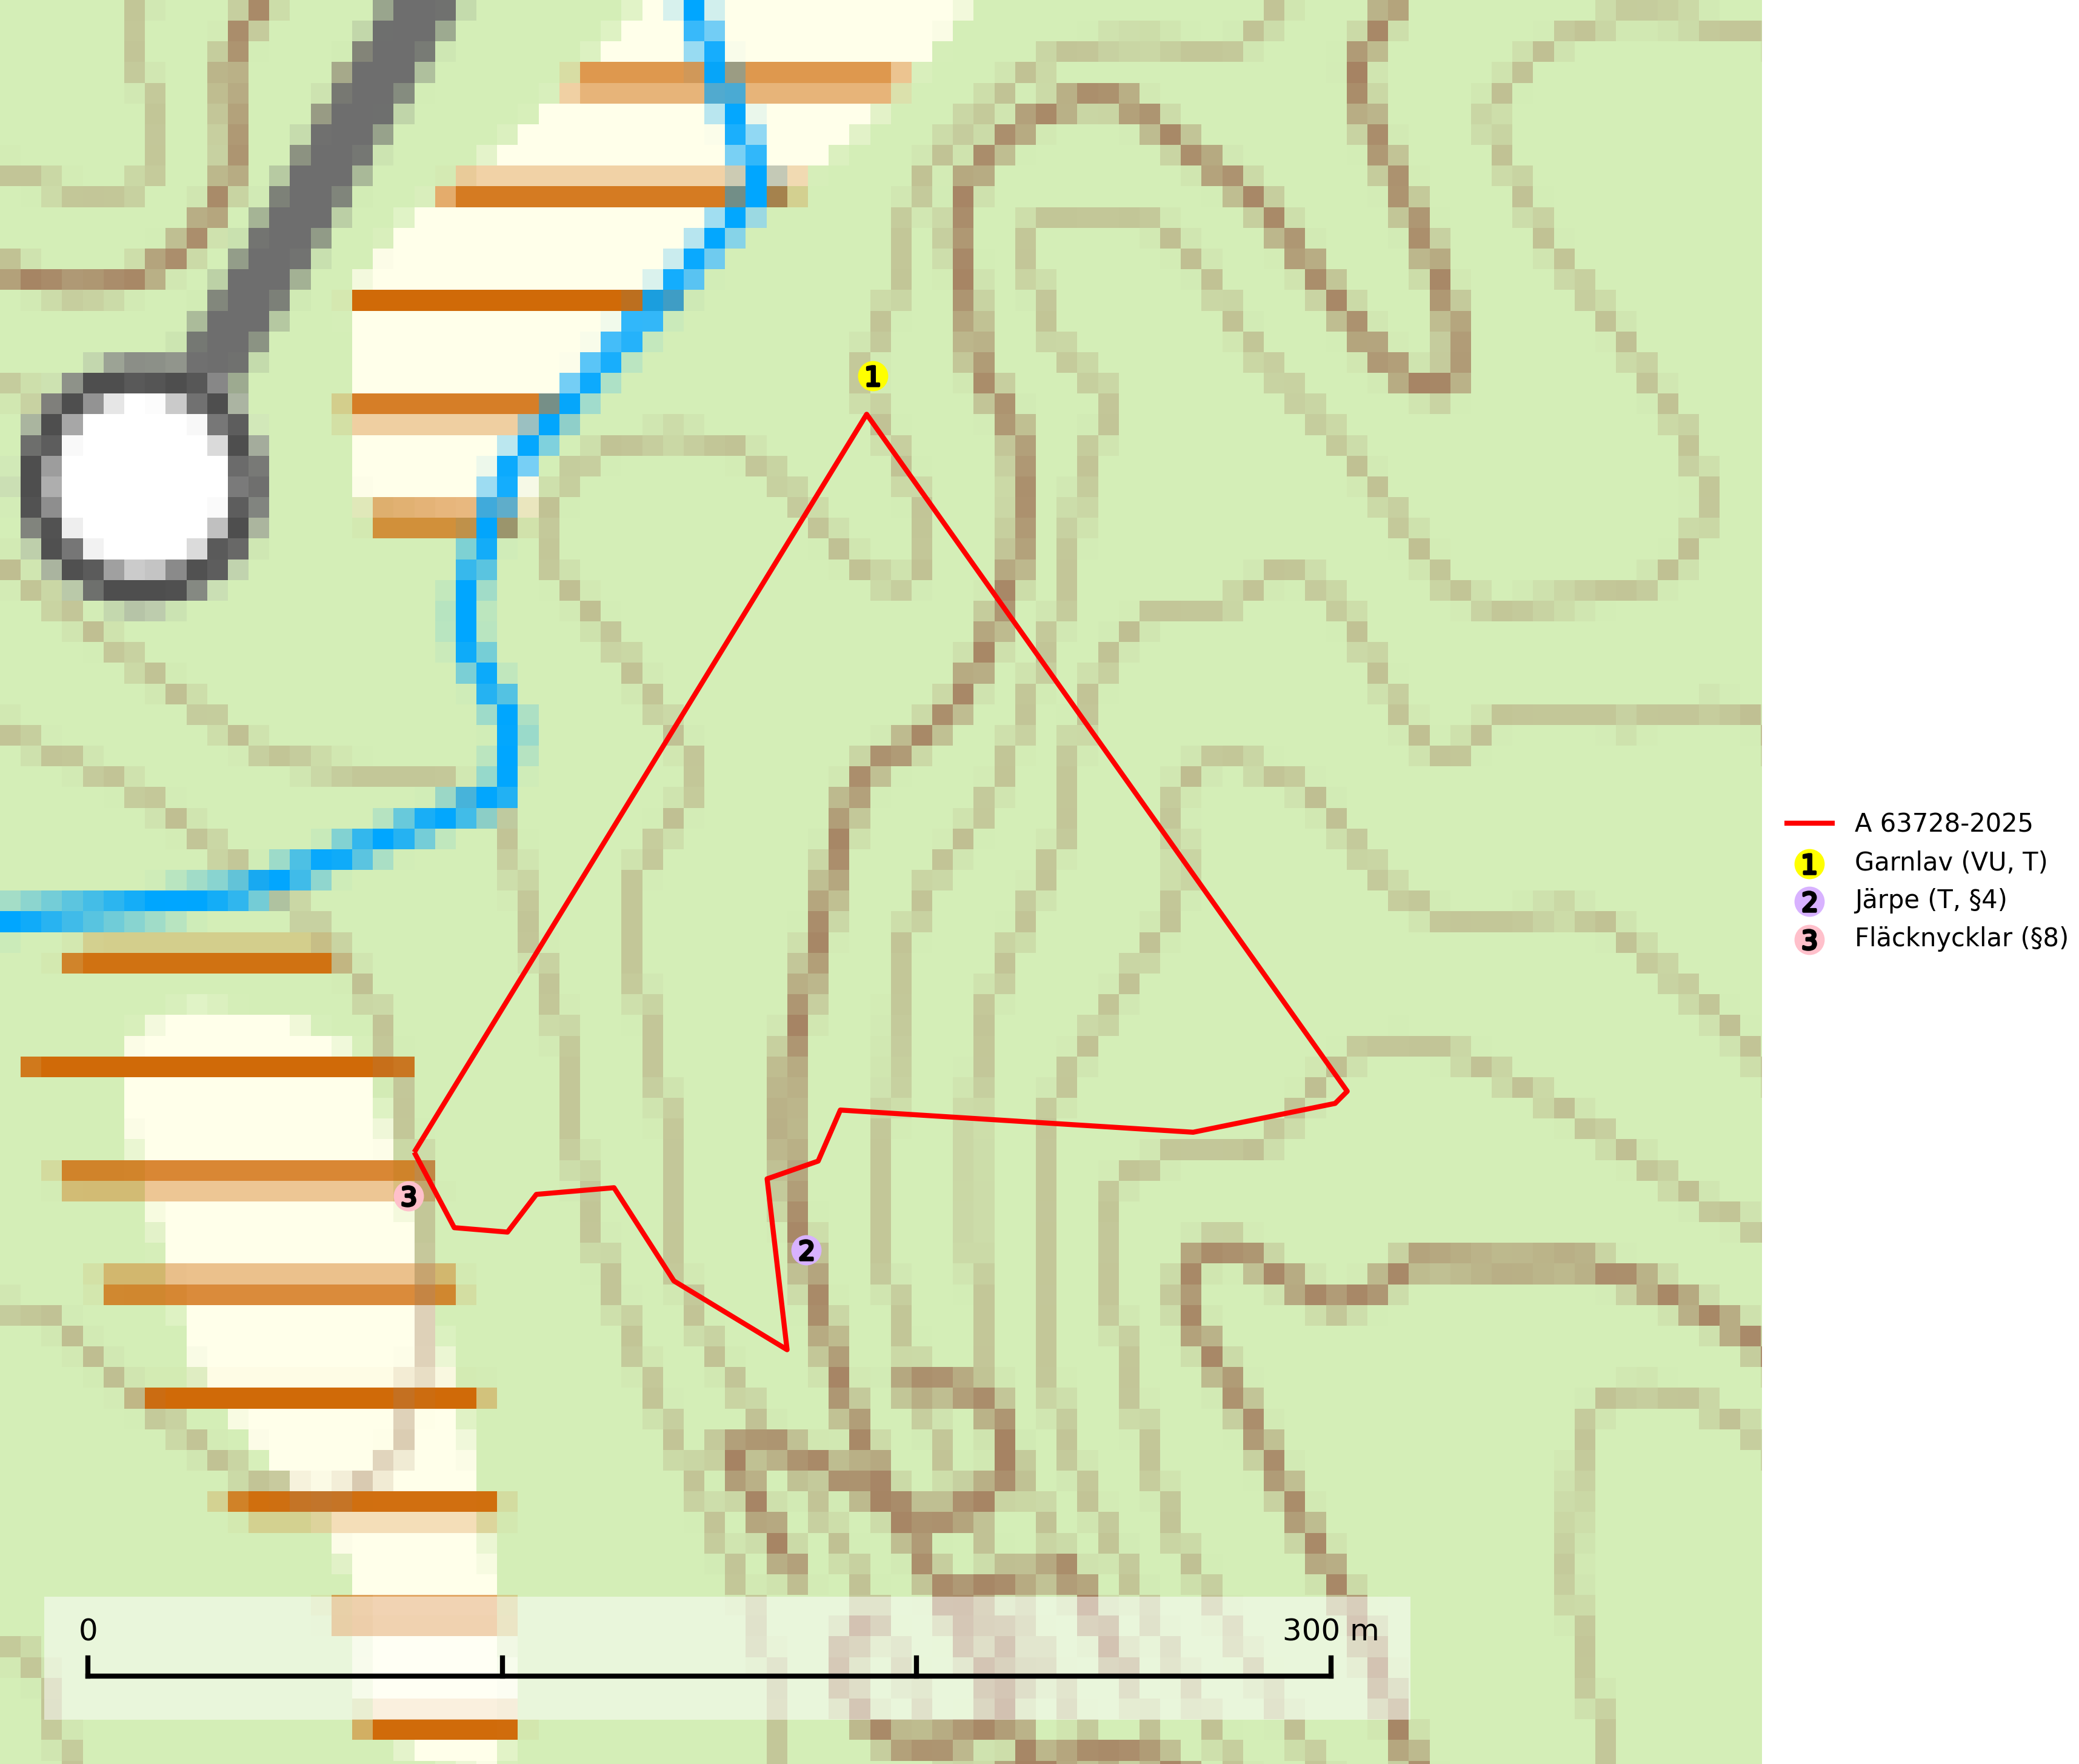 1
2
3
0
300 m
A 63728-2025
1 Garnlav (VU, T)
2 Järpe (T, §4)
3 Fläcknycklar (§8)